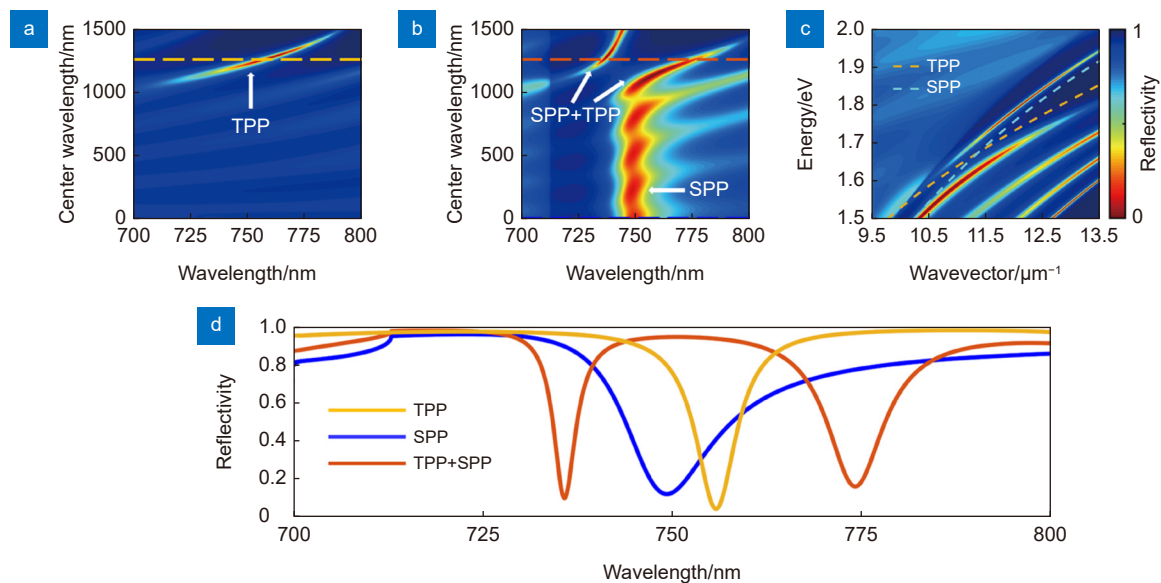 a
1500
1000
500
0
700 725 750 775 800
Center wavelength/nm
Wavelength/nm
TPP
b
1500
1000
500
0
700 725 750 775 800
Center wavelength/nm
Wavelength/nm
SPP+TPP
SPP
c
2.0
1.9
1.8
1.7
1.6
1.5
9.5 10.5 11.5 12.5 13.5
Energy/eV
Wavevector/μm⁻¹
TPP
SPP
1
0
Reflectivity
d
1.0
0.8
0.6
0.4
0.2
0
700 725 750 775 800
Reflectivity
Wavelength/nm
TPP
SPP
TPP+SPP